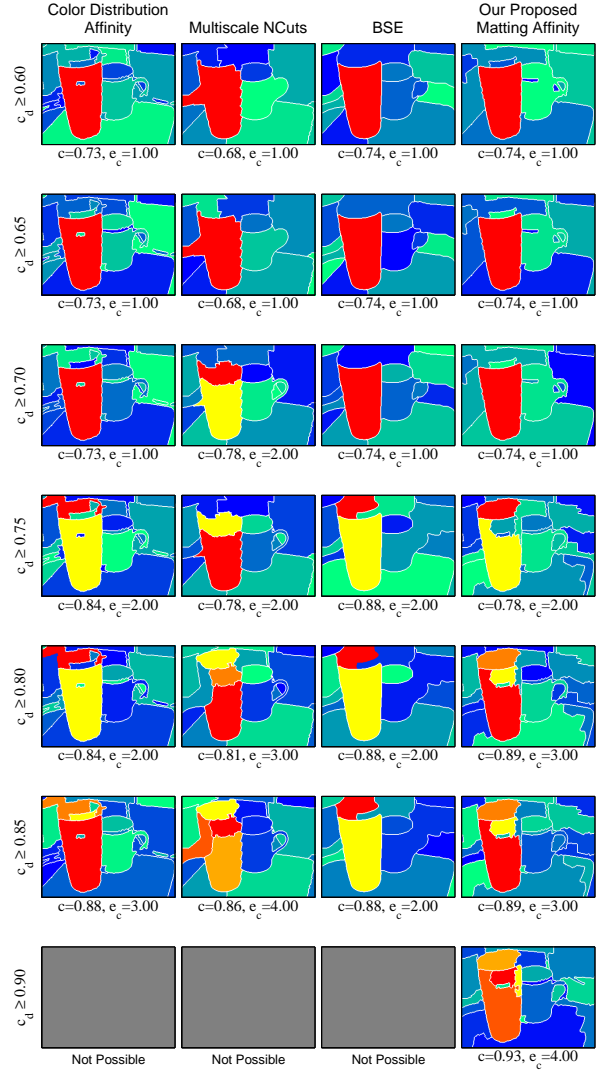 Color Distribution Affinity
Multiscale NCuts
BSE
Our Proposed Matting Affinity
c_p ≥ 0.60
c=0.73, e_c=1.00
c=0.68, e_c=1.00
c=0.74, e_c=1.00
c=0.74, e_c=1.00
c_p ≥ 0.65
c=0.73, e_c=1.00
c=0.68, e_c=1.00
c=0.74, e_c=1.00
c=0.74, e_c=1.00
c_p ≥ 0.70
c=0.73, e_c=1.00
c=0.78, e_c=2.00
c=0.74, e_c=1.00
c=0.74, e_c=1.00
c_p ≥ 0.75
c=0.84, e_c=2.00
c=0.78, e_c=2.00
c=0.88, e_c=2.00
c=0.78, e_c=2.00
c_p ≥ 0.80
c=0.84, e_c=2.00
c=0.81, e_c=3.00
c=0.88, e_c=2.00
c=0.89, e_c=3.00
c_p ≥ 0.85
c=0.88, e_c=3.00
c=0.86, e_c=4.00
c=0.88, e_c=2.00
c=0.89, e_c=3.00
c_p ≥ 0.90
Not Possible
Not Possible
Not Possible
c=0.93, e_c=4.00